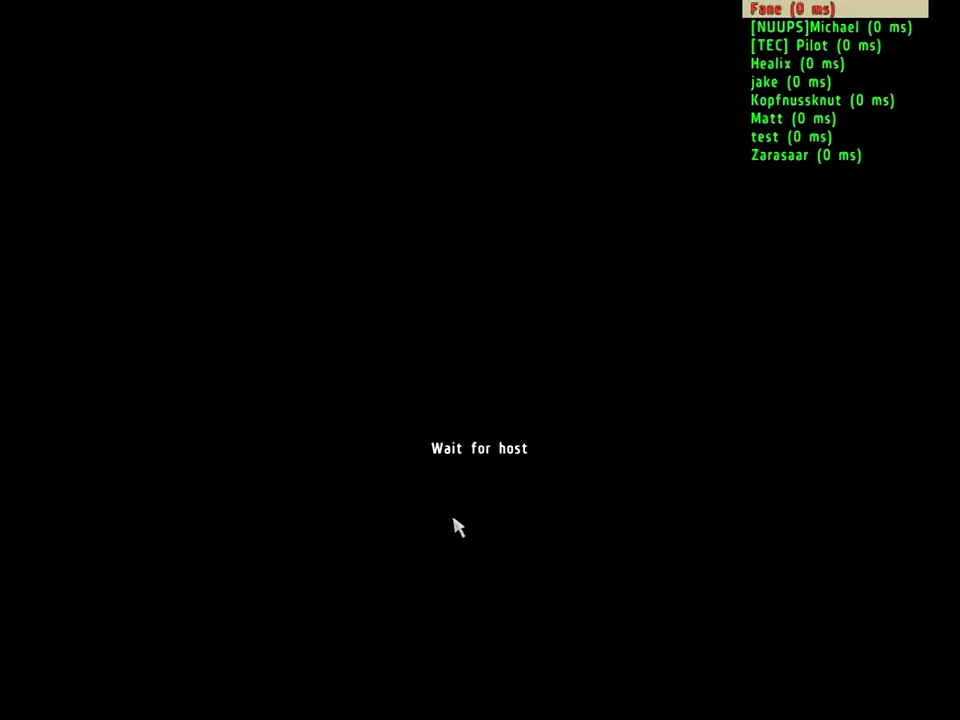 Fane (0 ms)
[NUUPS]Michael (0 ms)
[TEC] Pilot (0 ms)
Healix (0 ms)
jake (0 ms)
Kopfnussknut (0 ms)
Matt (0 ms)
test (0 ms)
Zarasaar (0 ms)
Wait for host